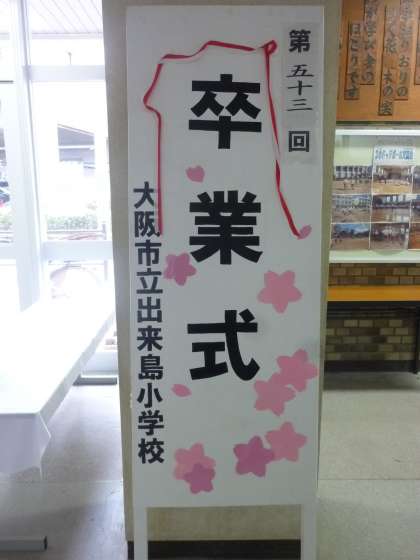 第五十三回
卒業式
大阪市立出来島小学校